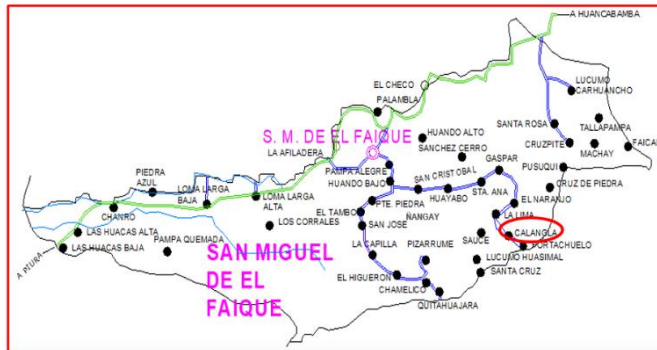 A HUANCABAMBA
EL CHECO
PALAMBLA
LUCUMO
CARHUANCHO
S. M. DE EL FAIQUE
HUANDO ALTO
SANTA ROSA
TALLAPAMPA
LA AFILADERA
SANCHEZ CERRO
CRUZPITE
MACHAY
FAICAL
PIEDRA
AZUL
PAMPA ALEGRE
GASPAR
PUSUQUI
HUANDO BAJO
SAN CRISTOBAL
CRUZ DE PIEDRA
LOMA LARGA
BAJA
LOMA LARGA
ALTA
PTE. PIEDRA
HUAYABO
STA. ANA
EL NARANJO
CHANRO
EL TAMBO
ÑANGAY
LA LIMA
LAS HUACAS ALTA
LOS CORRALES
SAN JOSÉ
SAUCE
CALANGLA
LAS HUACAS BAJA
PAMPA QUEMADA
SAN MIGUEL
DE EL
FAIQUE
LA CAPILLA
PIZARRUME
PORTACHUELO
LUCUMO HUASIMAL
A PIURA
EL HIGUERON
SANTA CRUZ
CHAMELICO
QUITAHUAJARA